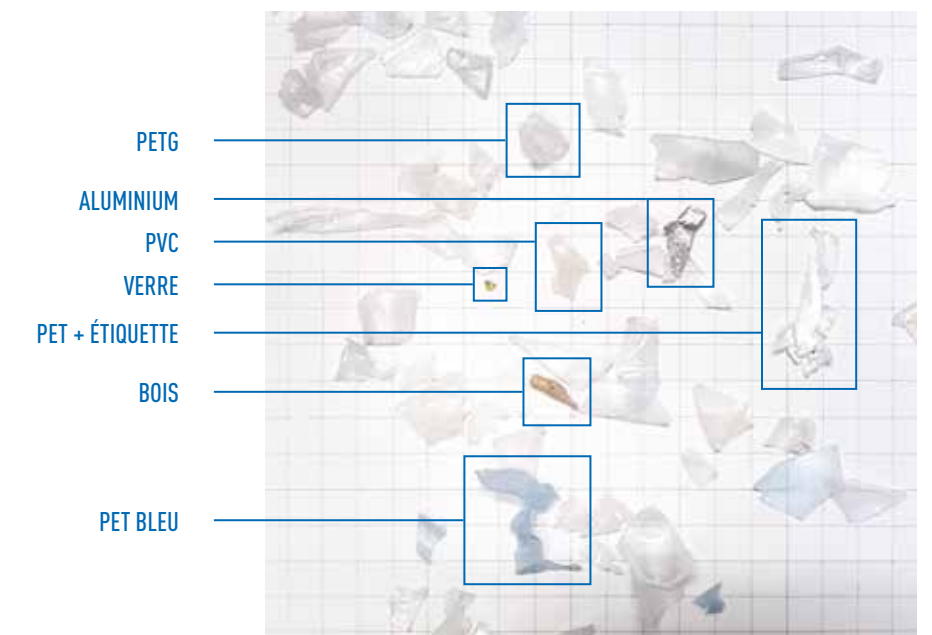 PETG
ALUMINIUM
PVC
VERRE
PET + ÉTIQUETTE
BOIS
PET BLEU